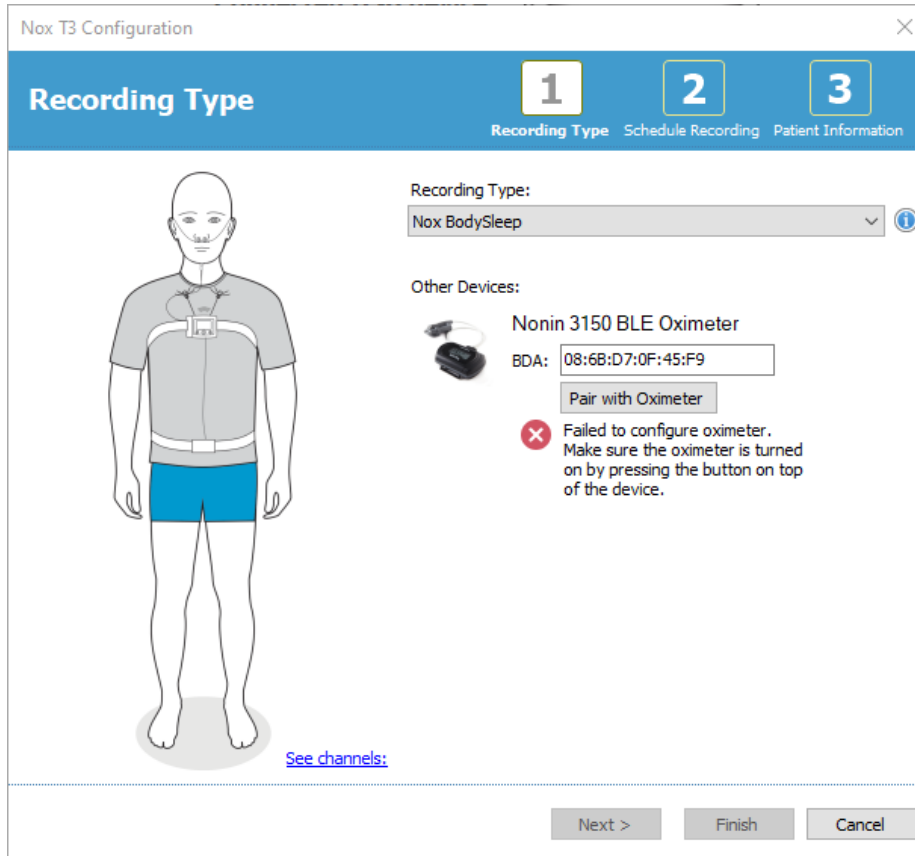 Nox T3 Configuration
Recording Type
1
2
3
Recording Type
Schedule Recording
Patient Information
Recording Type:
Nox BodySleep
Other Devices:
Nonin 3150 BLE Oximeter
BDA: 08:6B:D7:0F:45:F9
Pair with Oximeter
Failed to configure oximeter.
Make sure the oximeter is turned
on by pressing the button on top
of the device.
See channels:
Next >
Finish
Cancel